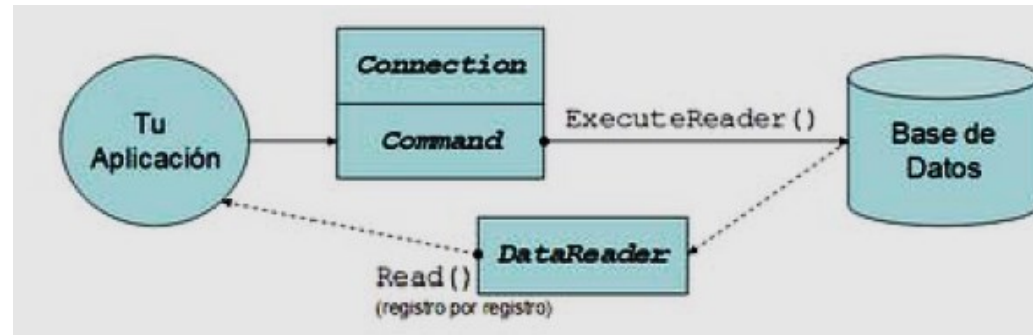 Tu
Aplicación
Connection
Command
ExecuteReader()
Base de
Datos
DataReader
Read()
(registro por registro)